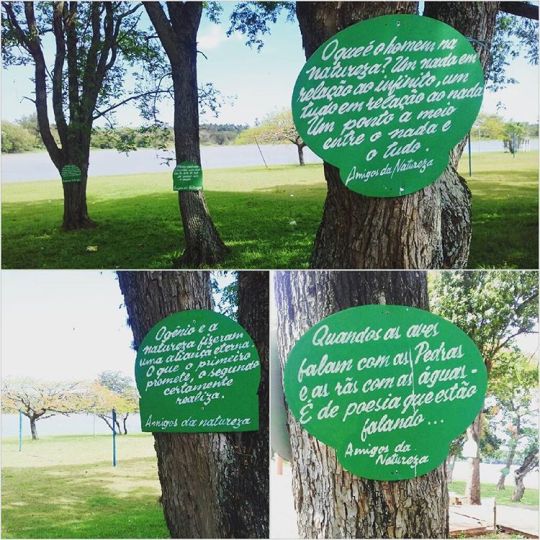 O que é o homem na
natureza? Um nada em
relação ao infinito, um
tudo em relação ao nada
Um ponto a meio
entre o nada e
o tudo.
Amigos da Natureza
O gênio e a
natureza fizeram
uma aliança eterna
O que o primeiro
promete, o segundo
certamente
realiza.
Amigos da natureza
Quandos as aves
falam com as Pedras
e as rãs com as águas-
É de poesia que estão
falando...
Amigos da
Natureza